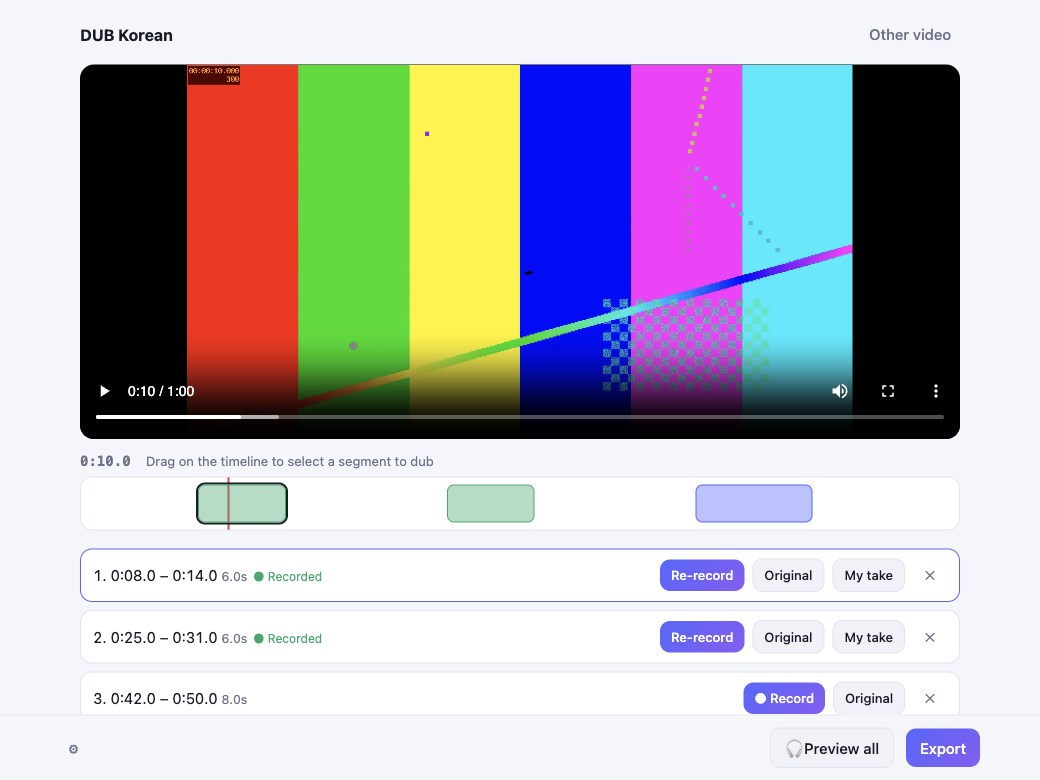 DUB Korean
Other video
00:00:10.000
300
0:10 / 1:00
0:10.0 Drag on the timeline to select a segment to dub
1. 0:08.0 – 0:14.0 6.0s Recorded Re-record Original My take ×
2. 0:25.0 – 0:31.0 6.0s Recorded Re-record Original My take ×
3. 0:42.0 – 0:50.0 8.0s Record Original ×
Preview all Export